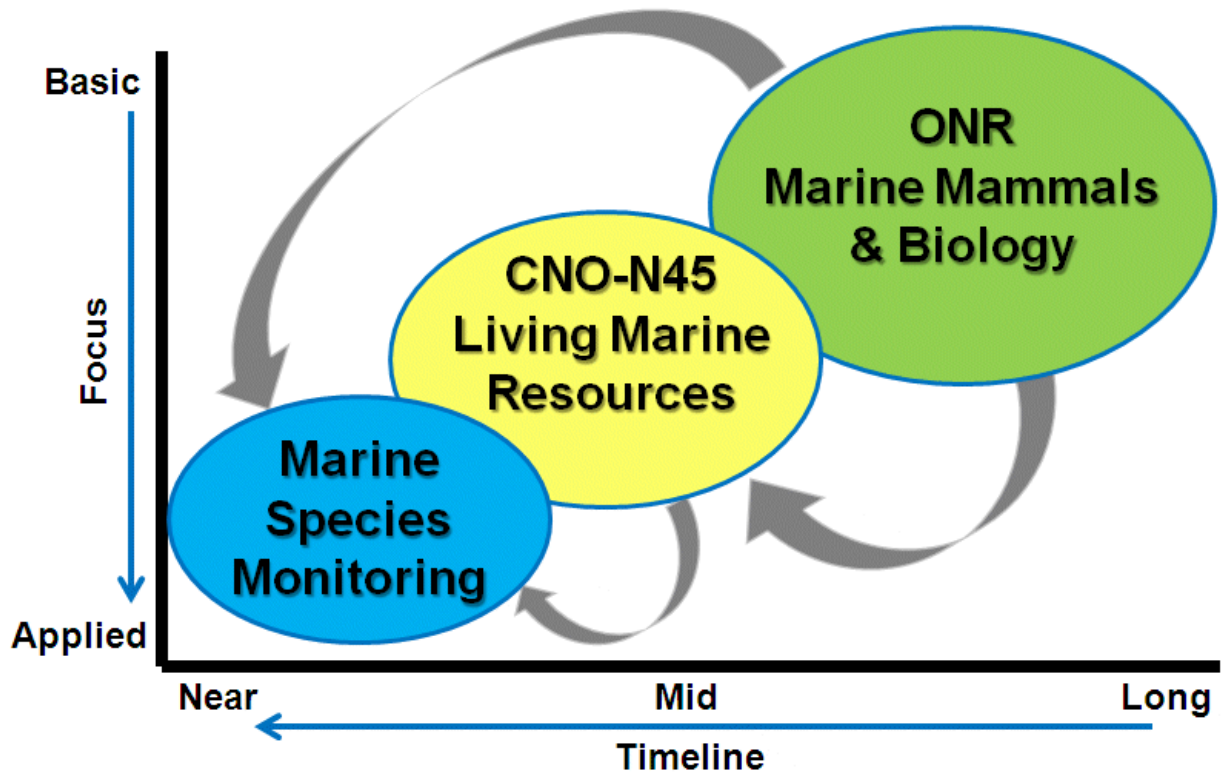 Basic
ONR
Marine Mammals
& Biology
CNO-N45
Living Marine
Resources
Focus
Marine
Species
Monitoring
Applied
Near
Mid
Long
Timeline